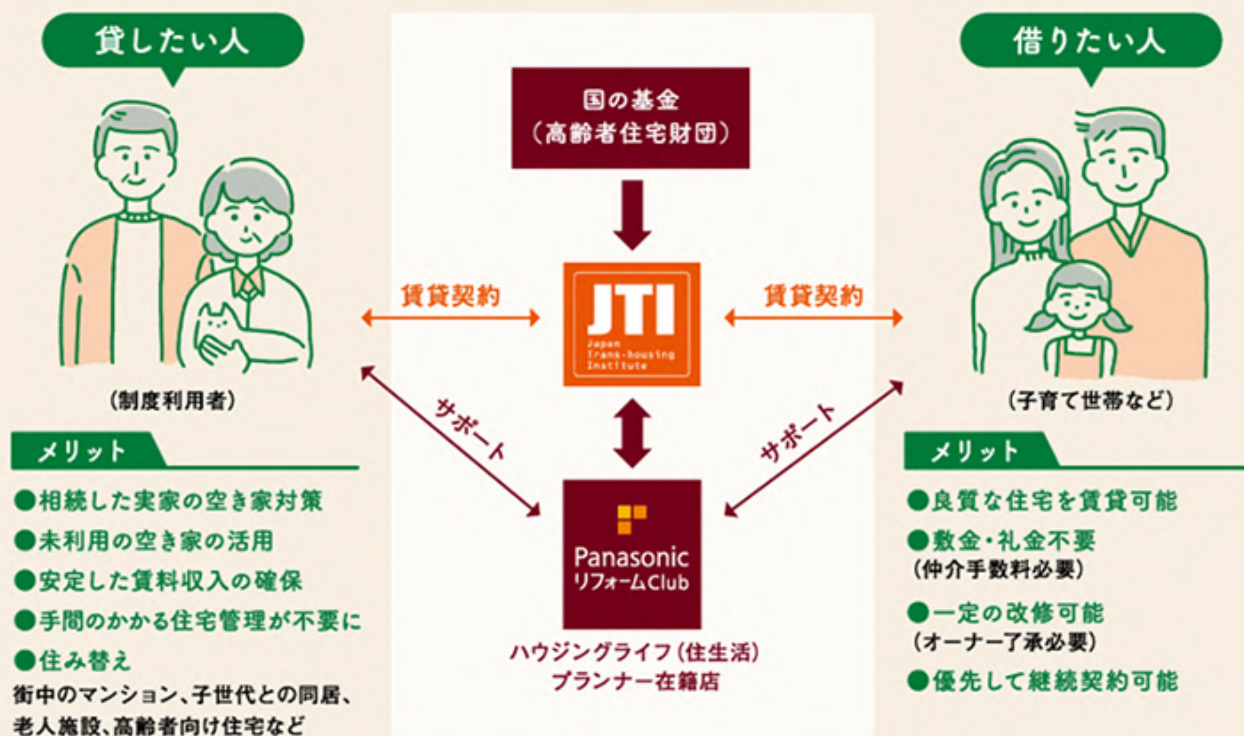 貸したい人
(制度利用者)
メリット
●相続した実家の空き家対策
●未利用の空き家の活用
●安定した賃料収入の確保
●手間のかかる住宅管理が不要に
●住み替え
街中のマンション、子世代との同居、
老人施設、高齢者向け住宅など
国の基金
(高齢者住宅財団)
賃貸契約
JTI
Japan
Trans-housing
Institute
賃貸契約
サポート
サポート
Panasonic
リフォームClub
ハウジングライフ(住生活)
プランナー在籍店
借りたい人
(子育て世帯など)
メリット
●良質な住宅を賃貸可能
●敷金・礼金不要
(仲介手数料必要)
●一定の改修可能
(オーナー了承必要)
●優先して継続契約可能